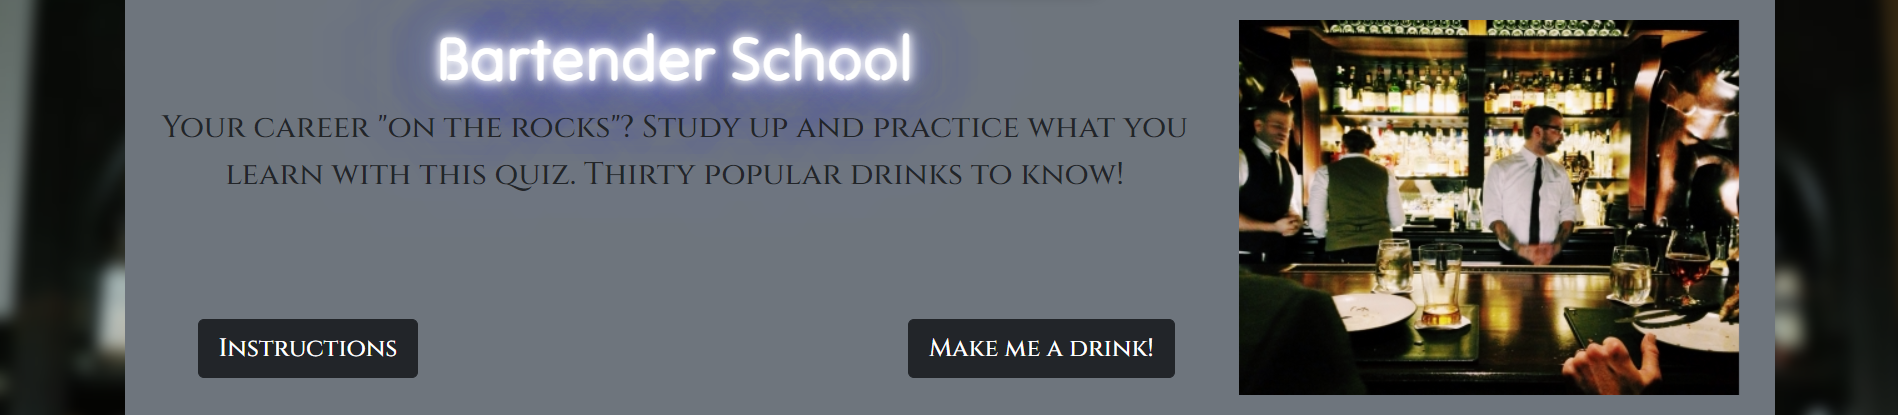 Bartender School
Your career "on the rocks"? Study up and practice what you
learn with this quiz. Thirty popular drinks to know!
Instructions
Make me a drink!